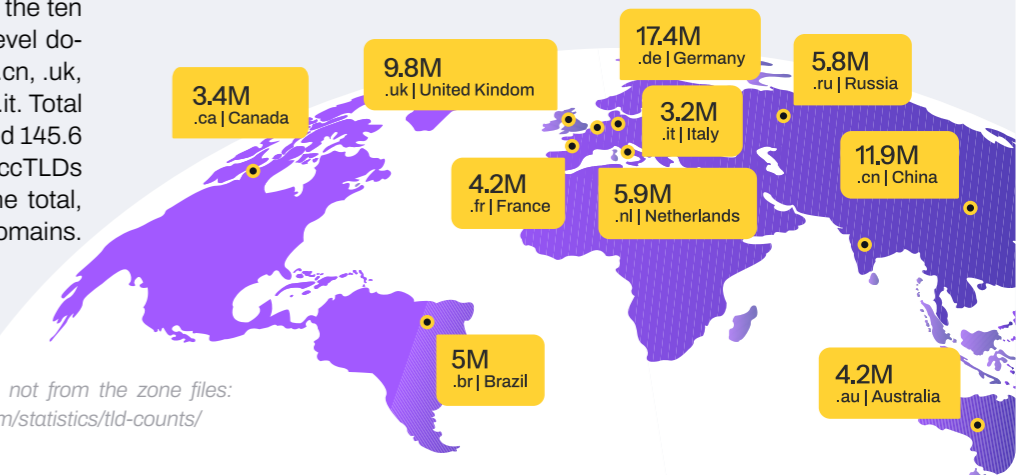 the ten
evel do-
.cn, .uk,
.it. Total
d 145.6
ccTLDs
e total,
omains.
3.4M
.ca | Canada
9.8M
.uk | United Kindom
17.4M
.de | Germany
5.8M
.ru | Russia
3.2M
.it | Italy
11.9M
.cn | China
4.2M
.fr | France
5.9M
.nl | Netherlands
5M
.br | Brazil
4.2M
.au | Australia
not from the zone files:
m/statistics/tld-counts/